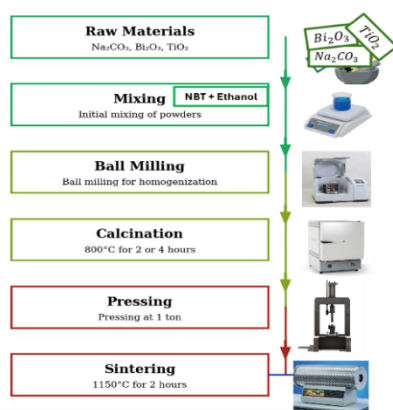 Raw Materials
Na₂CO₃, Bi₂O₃, TiO₂
Bi₂O₃
TiO₂
Na₂CO₃
Mixing
NBT + Ethanol
Initial mixing of powders
Ball Milling
Ball milling for homogenization
Calcination
800°C for 2 or 4 hours
Pressing
Pressing at 1 ton
Sintering
1150°C for 2 hours